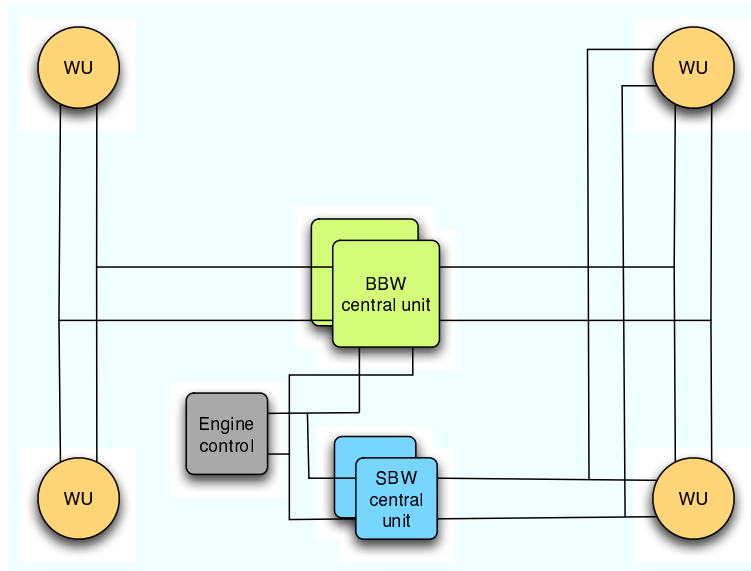 WU
WU
BBW
central unit
Engine
control
SBW
central
unit
WU
WU